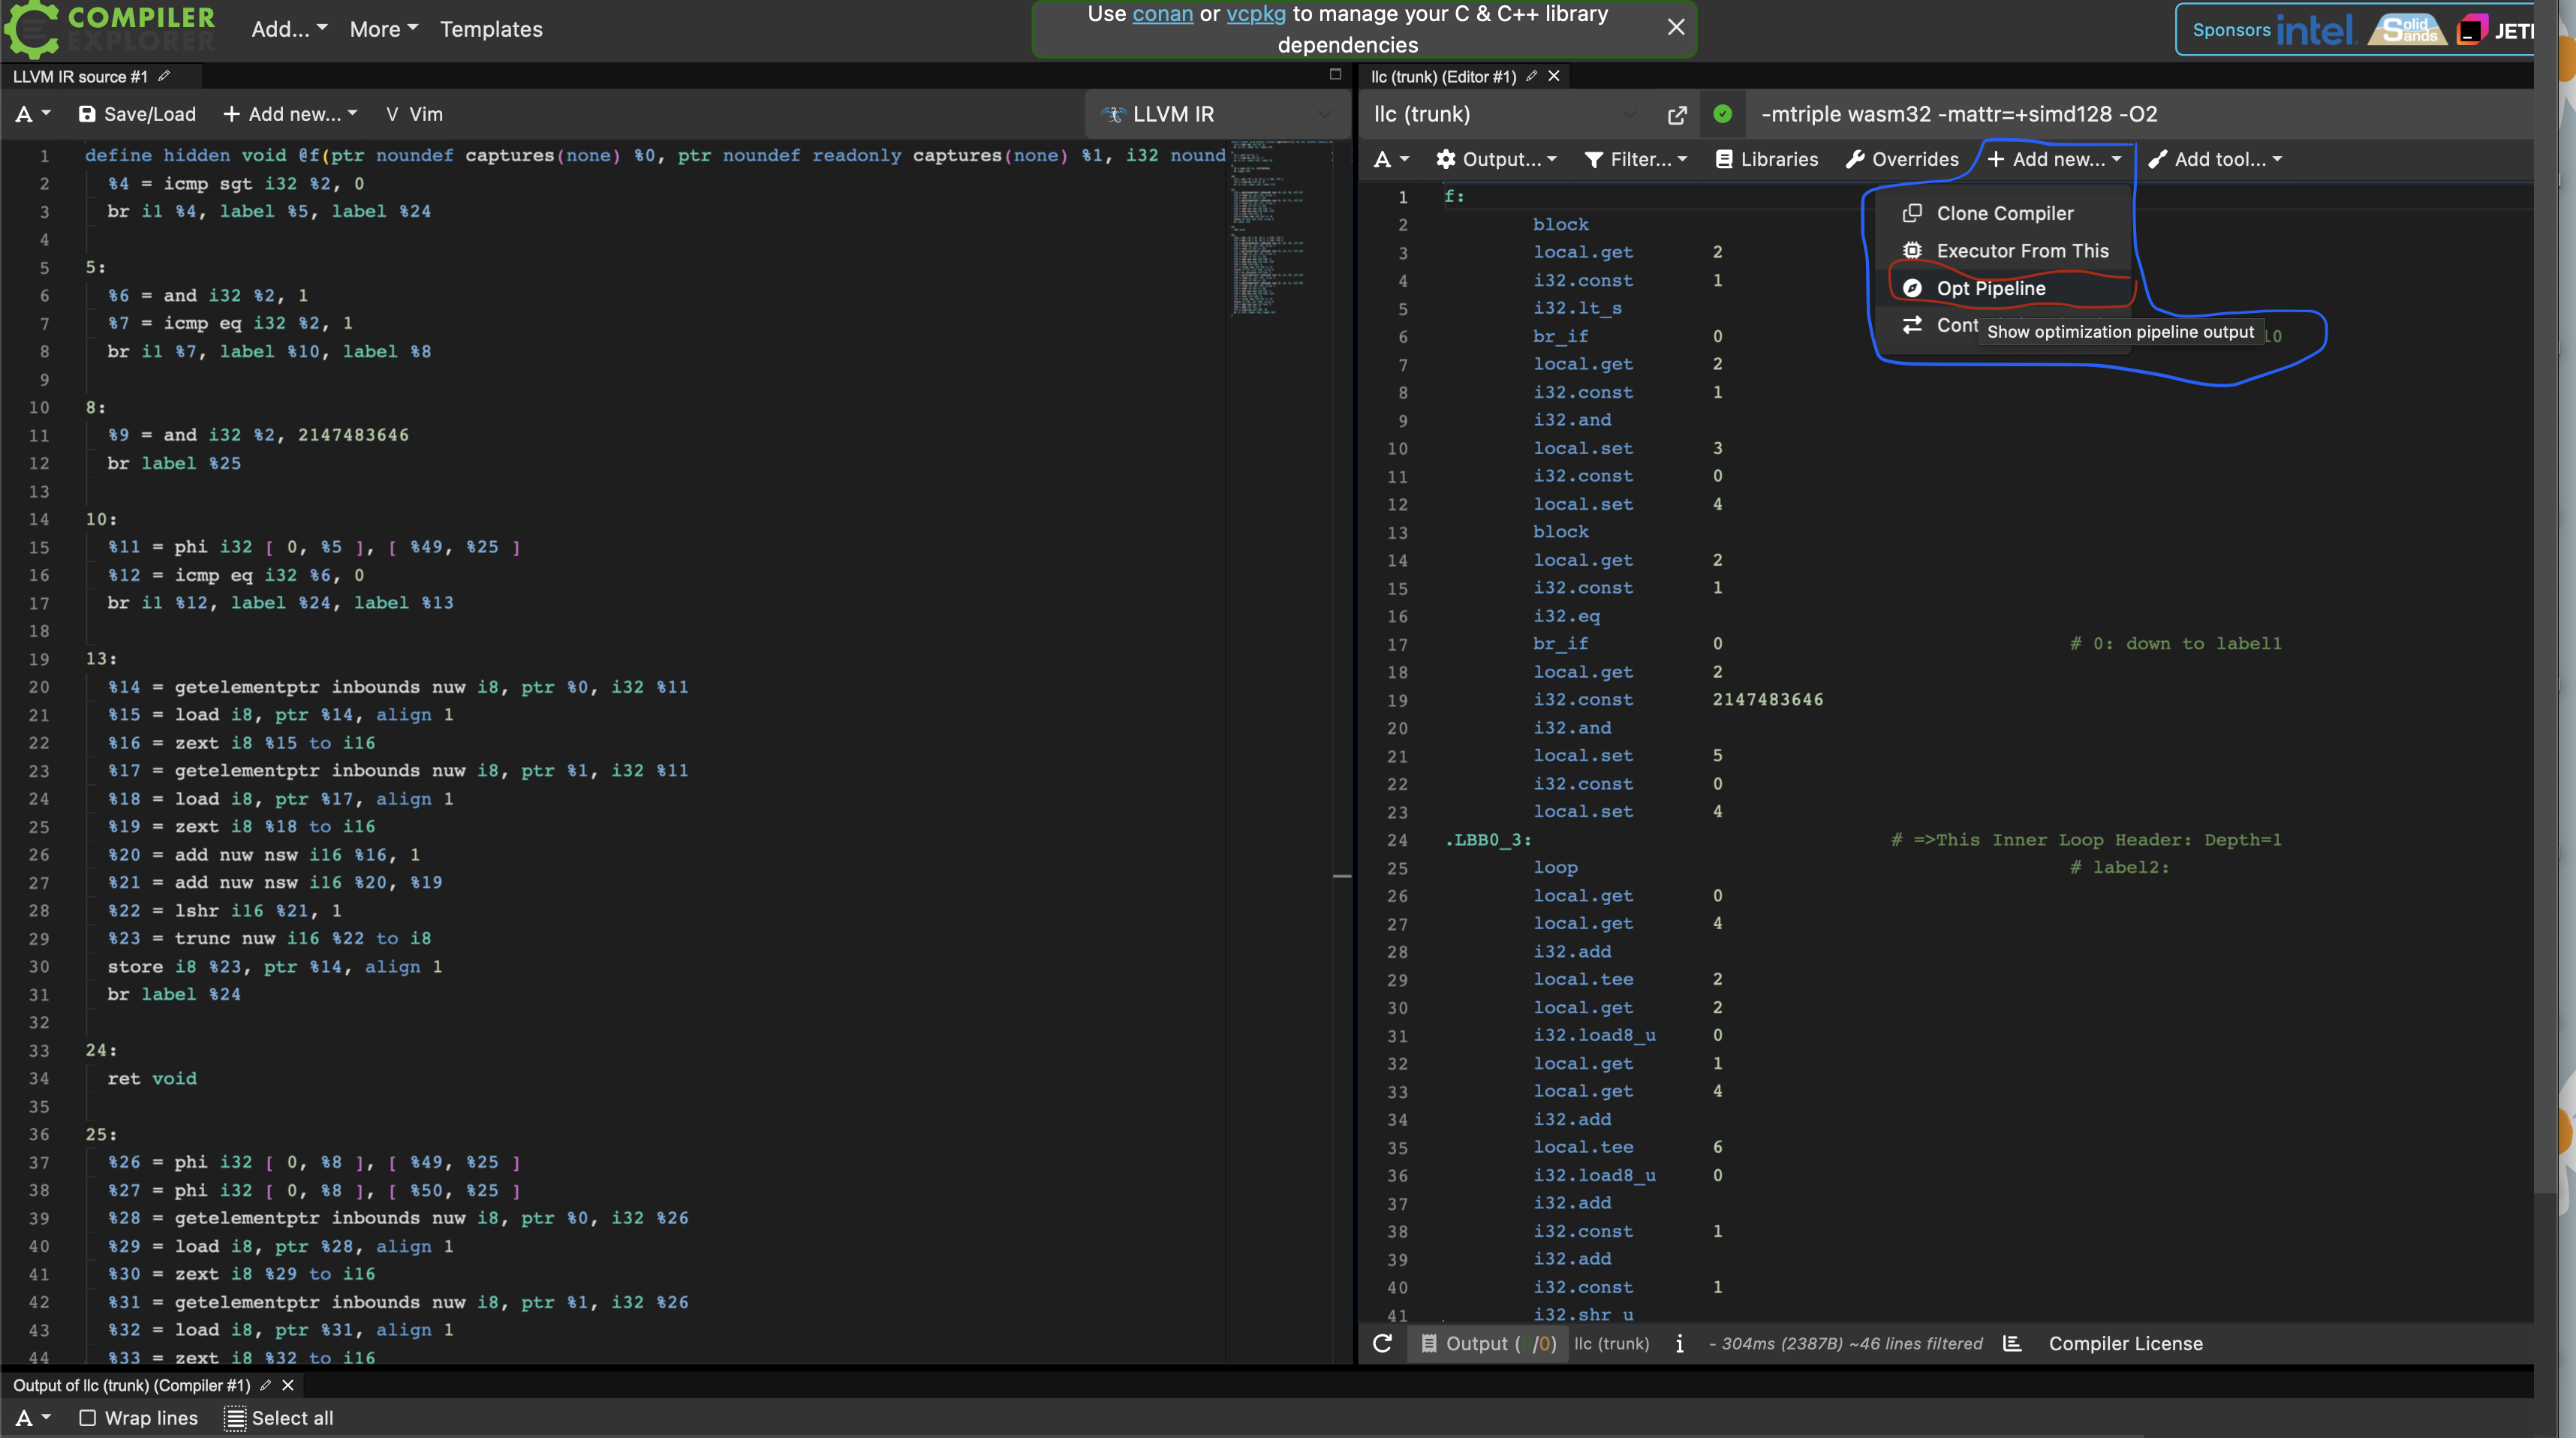 COMPILER
EXPLORER
Add...
More
Templates
Use conan or vcpkg to manage your C & C++ library
dependencies
Sponsors intel. Solid Sands
LLVM IR source #1
A
Save/Load
+ Add new...
V Vim
LLVM IR
1 define hidden void @f(ptr noundef captures(none) %0, ptr noundef readonly captures(none) %1, i32 nound
2 %4 = icmp sgt i32 %2, 0
3 br i1 %4, label %5, label %24
4
5 5:
6 %6 = and i32 %2, 1
7 %7 = icmp eq i32 %2, 1
8 br i1 %7, label %10, label %8
9
10 8:
11 %9 = and i32 %2, 2147483646
12 br label %25
13
14 10:
15 %11 = phi i32 [ 0, %5 ], [ %49, %25 ]
16 %12 = icmp eq i32 %6, 0
17 br i1 %12, label %24, label %13
18
19 13:
20 %14 = getelementptr inbounds nuw i8, ptr %0, i32 %11
21 %15 = load i8, ptr %14, align 1
22 %16 = zext i8 %15 to i16
23 %17 = getelementptr inbounds nuw i8, ptr %1, i32 %11
24 %18 = load i8, ptr %17, align 1
25 %19 = zext i8 %18 to i16
26 %20 = add nuw nsw i16 %16, 1
27 %21 = add nuw nsw i16 %20, %19
28 %22 = lshr i16 %21, 1
29 %23 = trunc nuw i16 %22 to i8
30 store i8 %23, ptr %14, align 1
31 br label %24
32
33 24:
34 ret void
35
36 25:
37 %26 = phi i32 [ 0, %8 ], [ %49, %25 ]
38 %27 = phi i32 [ 0, %8 ], [ %50, %25 ]
39 %28 = getelementptr inbounds nuw i8, ptr %0, i32 %26
40 %29 = load i8, ptr %28, align 1
41 %30 = zext i8 %29 to i16
42 %31 = getelementptr inbounds nuw i8, ptr %1, i32 %26
43 %32 = load i8, ptr %31, align 1
44 %33 = zext i8 %32 to i16
llc (trunk) (Editor #1)
llc (trunk)
-mtriple wasm32 -mattr=+simd128 -O2
A
Output...
Filter...
Libraries
Overrides
+ Add new...
Add tool...
Clone Compiler
Executor From This
Opt Pipeline
Cont
Show optimization pipeline output
1 f:
2 block
3 local.get 2
4 i32.const 1
5 i32.lt_s
6 br_if 0
7 local.get 2
8 i32.const 1
9 i32.and
10 local.set 3
11 i32.const 0
12 local.set 4
13 block
14 local.get 2
15 i32.const 1
16 i32.eq
17 br_if 0 # 0: down to label1
18 local.get 2
19 i32.const 2147483646
20 i32.and
21 local.set 5
22 i32.const 0
23 local.set 4
24 .LBB0_3: # =>This Inner Loop Header: Depth=1
25 loop # label2:
26 local.get 0
27 local.get 4
28 i32.add
29 local.tee 2
30 local.get 2
31 i32.load8_u 0
32 local.get 1
33 local.get 4
34 i32.add
35 local.tee 6
36 i32.load8_u 0
37 i32.add
38 i32.const 1
39 i32.add
40 i32.const 1
41 i32.shr_u
Output (0/0)
llc (trunk)
i
- 304ms (2387B) ~46 lines filtered
Compiler License
Output of llc (trunk) (Compiler #1)
A
Wrap lines
Select all